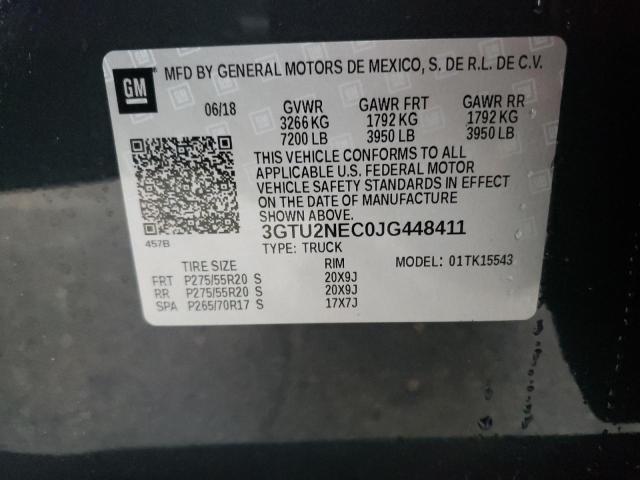 GM
MFD BY GENERAL MOTORS DE MEXICO, S. DE R.L. DE C.V.
06/18 GVWR GAWR FRT GAWR RR
3266 KG 1792 KG 1792 KG
7200 LB 3950 LB 3950 LB
THIS VEHICLE CONFORMS TO ALL
APPLICABLE U.S. FEDERAL MOTOR
VEHICLE SAFETY STANDARDS IN EFFECT
ON THE DATE OF MANUFACTURE
SHOWN ABOVE.
3GTU2NEC0JG448411
457B TYPE: TRUCK
TIRE SIZE RIM MODEL: 01TK15543
FRT P275/55R20 S 20X9J
RR P275/55R20 S 20X9J
SPA P265/70R17 S 17X7J